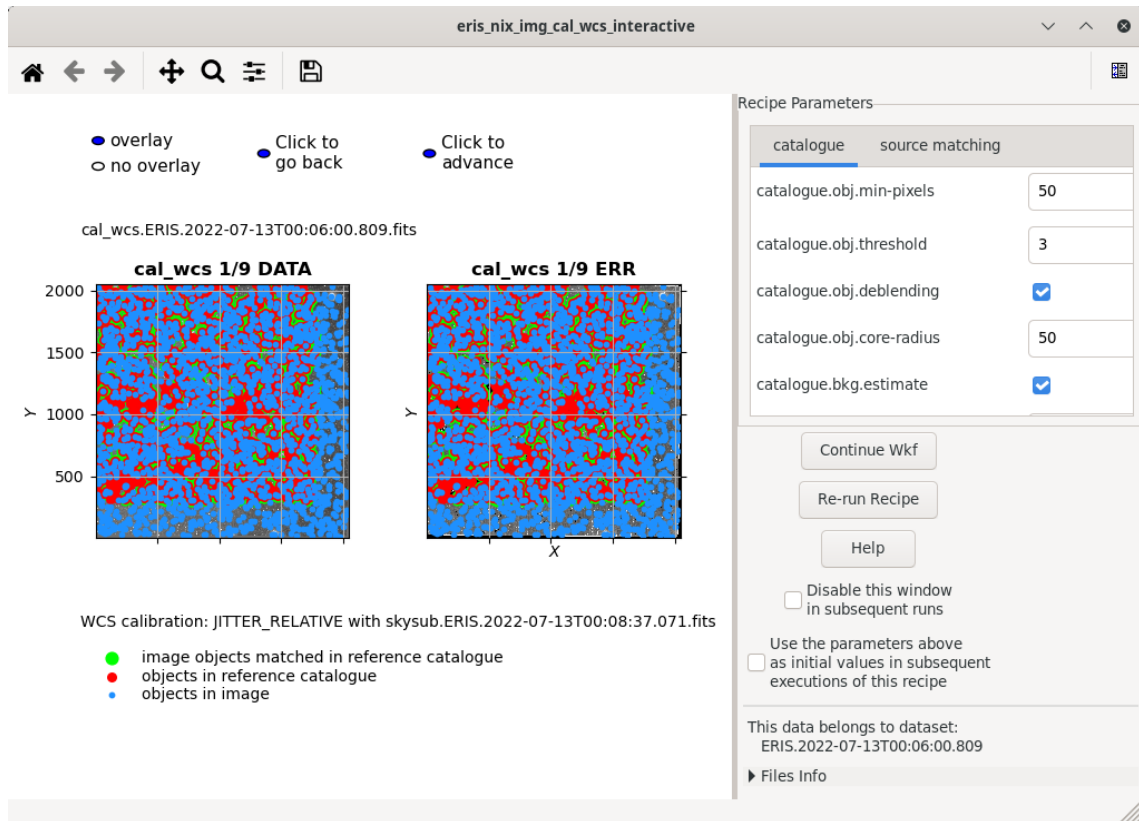 eris_nix_img_cal_wcs_interactive
overlay
no overlay
Click to
go back
Click to
advance
cal_wcs.ERIS.2022-07-13T00:06:00.809.fits
cal_wcs 1/9 DATA
cal_wcs 1/9 ERR
2000
1500
1000
500
Y
Y
X
WCS calibration: JITTER_RELATIVE with skysub.ERIS.2022-07-13T00:08:37.071.fits
image objects matched in reference catalogue
objects in reference catalogue
objects in image
Recipe Parameters
catalogue
source matching
catalogue.obj.min-pixels
50
catalogue.obj.threshold
3
catalogue.obj.deblending
catalogue.obj.core-radius
50
catalogue.bkg.estimate
Continue Wkf
Re-run Recipe
Help
Disable this window
in subsequent runs
Use the parameters above
as initial values in subsequent
executions of this recipe
This data belongs to dataset:
ERIS.2022-07-13T00:06:00.809
Files Info